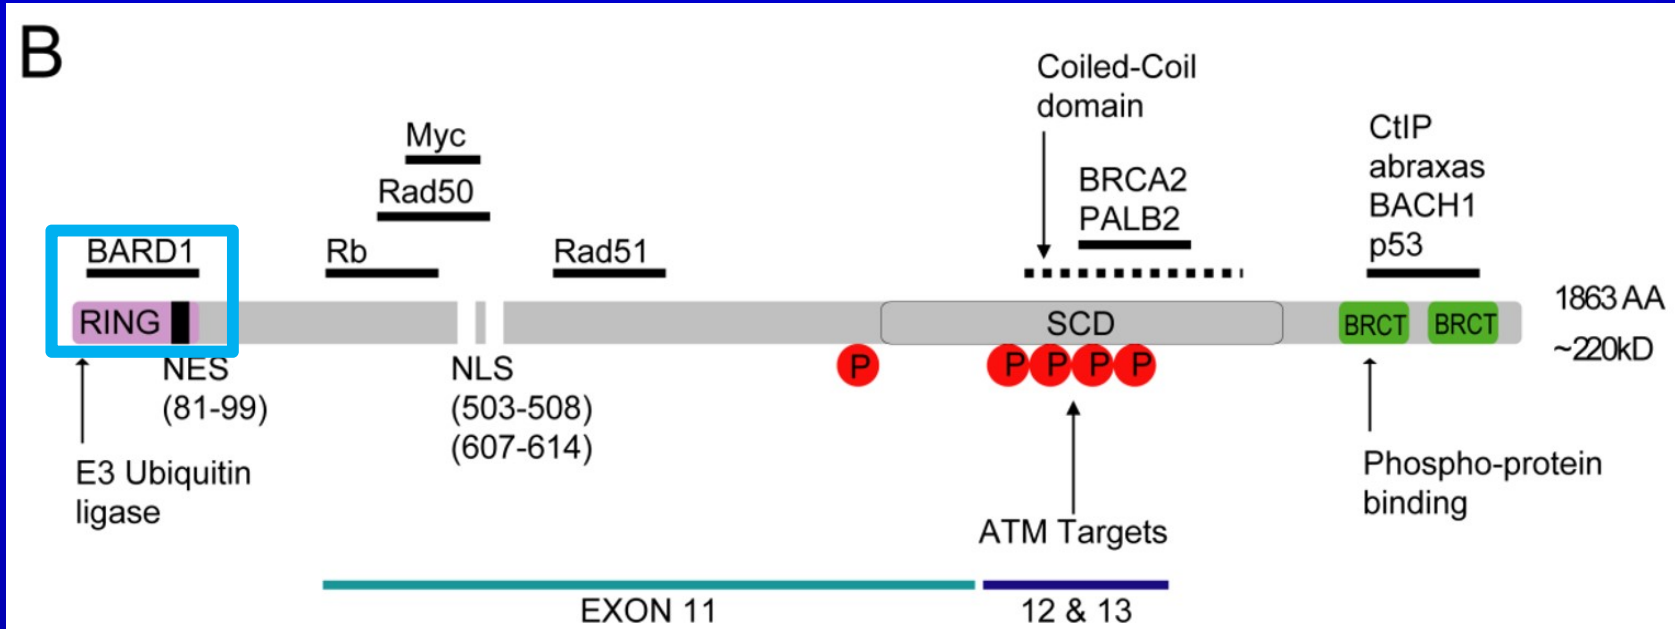 B
Coiled-Coil
domain
CtIP
abraxas
BACH1
p53
Myc
Rad50
BRCA2
PALB2
BARD1
Rb
Rad51
RING
SCD
BRCT
BRCT
1863 AA
~220kD
P
P
P
P
P
NES
(81-99)
NLS
(503-508)
(607-614)
E3 Ubiquitin
ligase
Phospho-protein
binding
ATM Targets
EXON 11
12 & 13